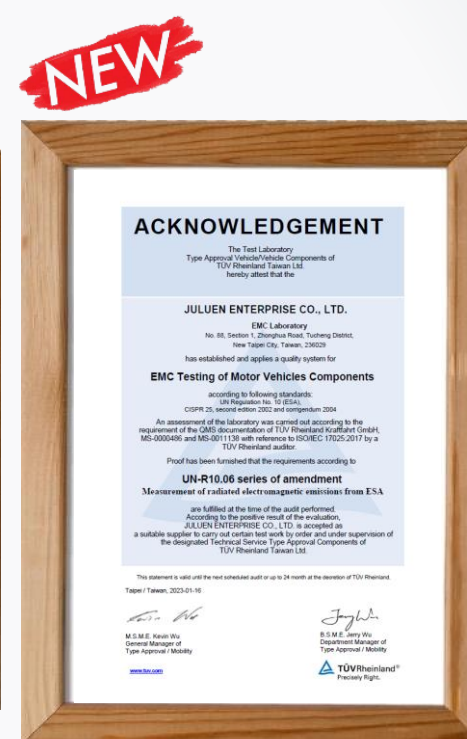 NEW
ACKNOWLEDGEMENT
The Test Laboratory
Type Approval Vehicle/Vehicle Components of
TÜV Rheinland Taiwan Ltd.
hereby attest that the
JULUEN ENTERPRISE CO., LTD.
EMC Laboratory
No. 88, Section 1, Zhonghua Road, Tucheng District,
New Taipei City, Taiwan, 236029
has established and applies a quality system for
EMC Testing of Motor Vehicles Components
according to following standards:
UN Regulation No. 10 (ESA),
CISPR 25, second edition 2002 and corrigendum 2004
An assessment of the laboratory was carried out according to the
requirement of the QMS documentation of TÜV Rheinland Kraftfahrt GmbH,
MS-0000486 and MS-0011138 with reference to ISO/IEC 17025:2017 by a
TÜV Rheinland auditor.
Proof has been furnished that the requirements according to
UN-R10.06 series of amendment
Measurement of radiated electromagnetic emissions from ESA
are fulfilled at the time of the audit performed.
According to the positive result of the evaluation,
JULUEN ENTERPRISE CO., LTD. is accepted as
a suitable supplier to carry out certain test work by order and under supervision of
the designated Technical Service Type Approval Components of
TÜV Rheinland Taiwan Ltd.
This statement is valid until the next scheduled audit or up to 24 month at the discretion of TÜV Rheinland.
Taipei / Taiwan, 2023-01-16
M.S.M.E. Kevin Wu
General Manager of
Type Approval / Mobility
B.S.M.E. Jerry Wu
Department Manager of
Type Approval / Mobility
www.tuv.com
TÜVRheinland®
Precisely Right.